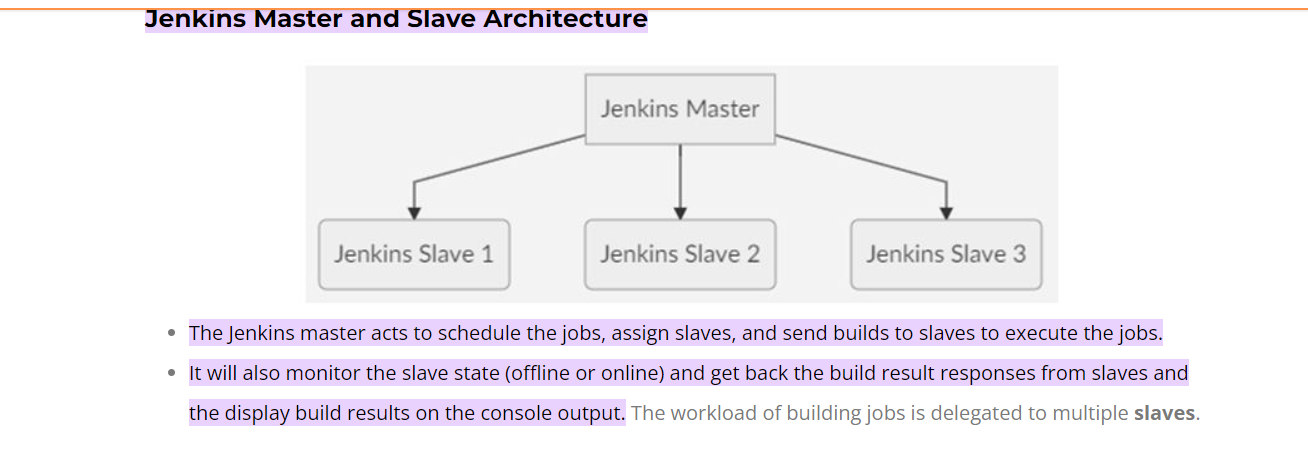 Jenkins Master and Slave Architecture
Jenkins Master
Jenkins Slave 1
Jenkins Slave 2
Jenkins Slave 3
The Jenkins master acts to schedule the jobs, assign slaves, and send builds to slaves to execute the jobs.
It will also monitor the slave state (offline or online) and get back the build result responses from slaves and
the display build results on the console output. The workload of building jobs is delegated to multiple slaves.